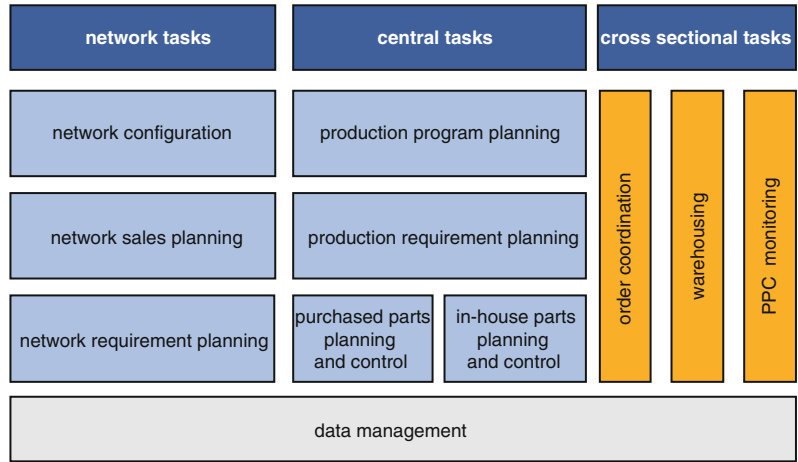 network tasks
central tasks
cross sectional tasks
network configuration
production program planning
network sales planning
production requirement planning
network requirement planning
purchased parts
planning
and control
in-house parts
planning
and control
order coordination
warehousing
PPC monitoring
data management